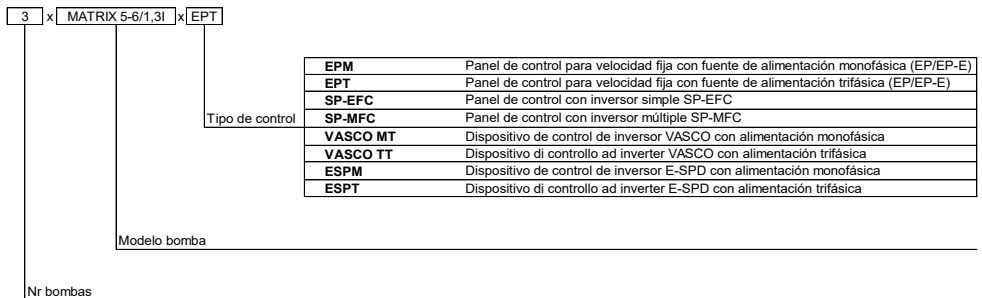 3 x MATRIX 5-6/1,3I x EPT
EPM Panel de control para velocidad fija con fuente de alimentación monofásica (EP/EP-E)
EPT Panel de control para velocidad fija con fuente de alimentación trifásica (EP/EP-E)
SP-EFC Panel de control con inversor simple SP-EFC
Tipo de control SP-MFC Panel de control con inversor múltiple SP-MFC
VASCO MT Dispositivo de control de inversor VASCO con alimentación monofásica
VASCO TT Dispositivo di controllo ad inverter VASCO con alimentación trifásica
ESPM Dispositivo de control de inversor E-SPD con alimentación monofásica
ESPT Dispositivo di controllo ad inverter E-SPD con alimentación trifásica
Modelo bomba
Nr bombas